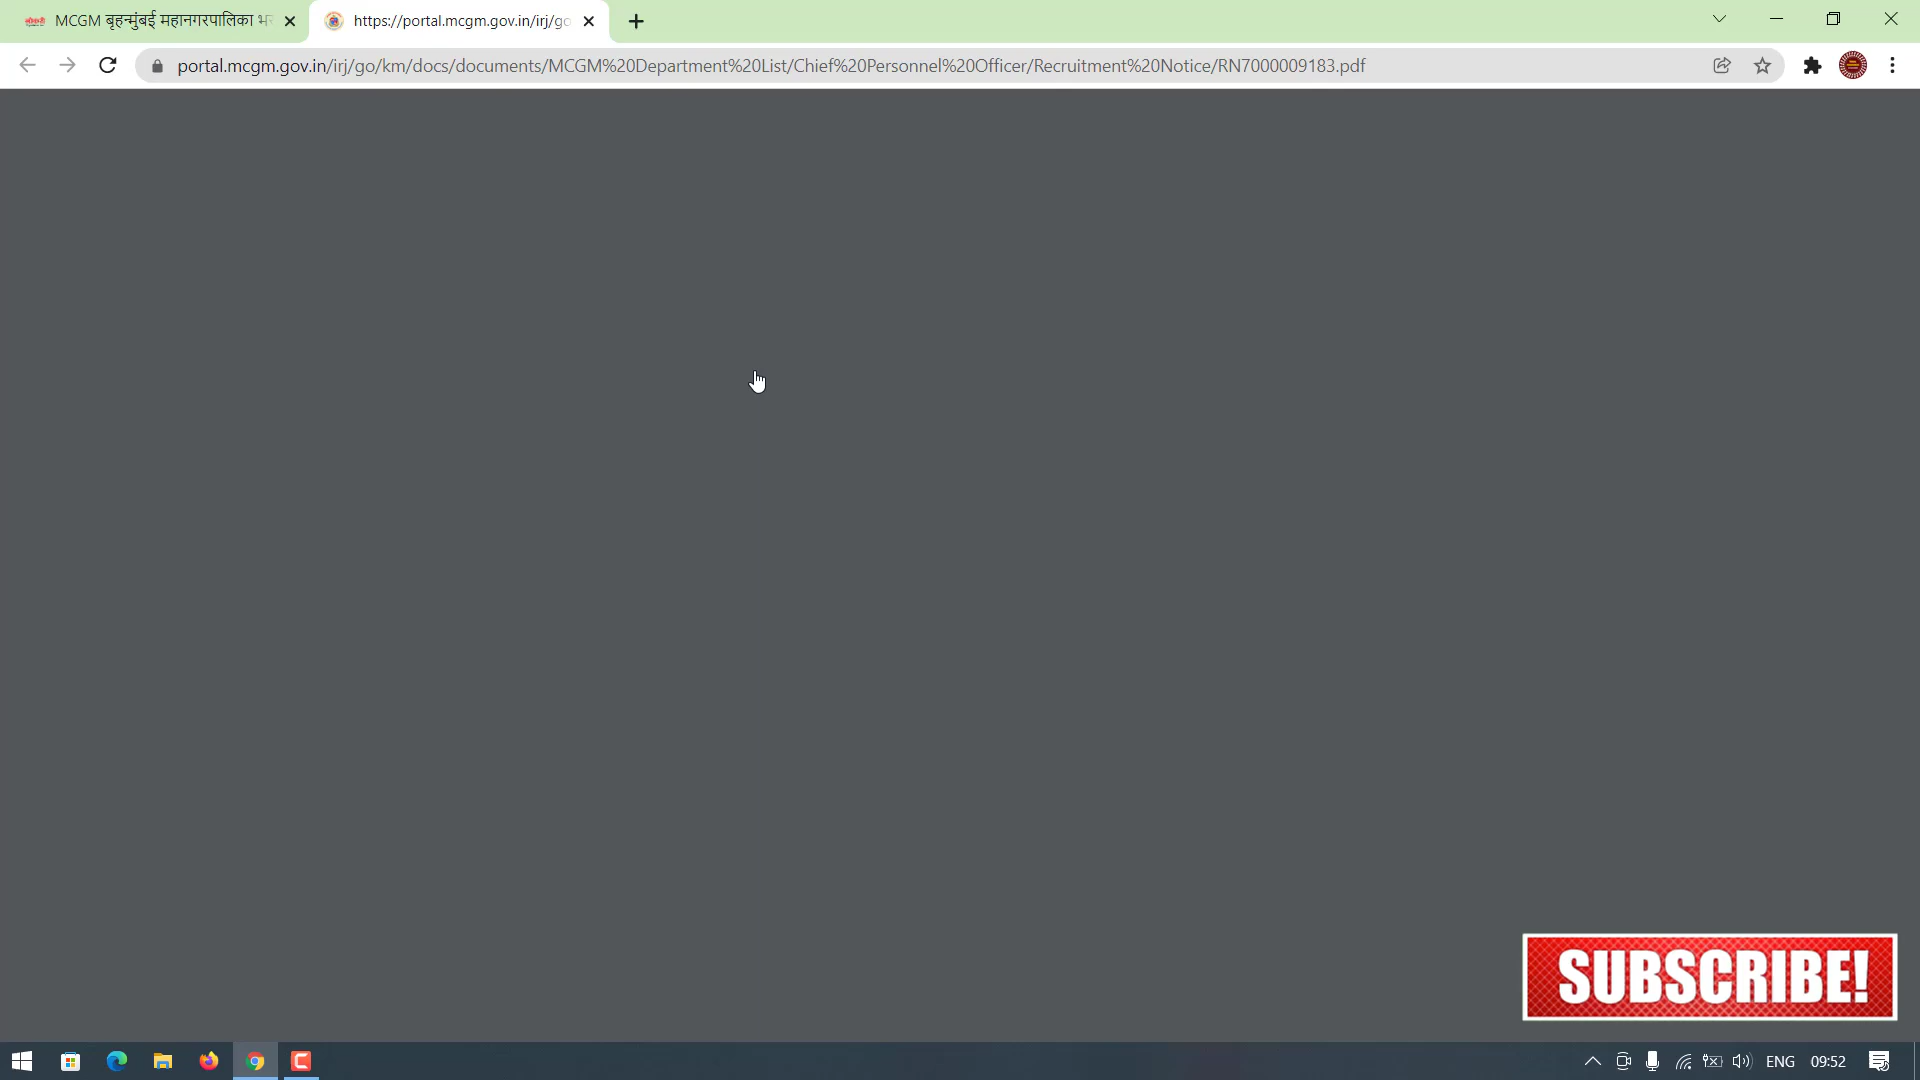 MCGM बृहन्मुंबई महानगरपालिका
https://portal.mcgm.gov.in/irj/go
portal.mcgm.gov.in/irj/go/km/docs/documents/MCGM%20Department%20List/Chief%20Personnel%20Officer/Recruitment%20Notice/RN7000009183.pdf
SUBSCRIBE!
ENG 09:52